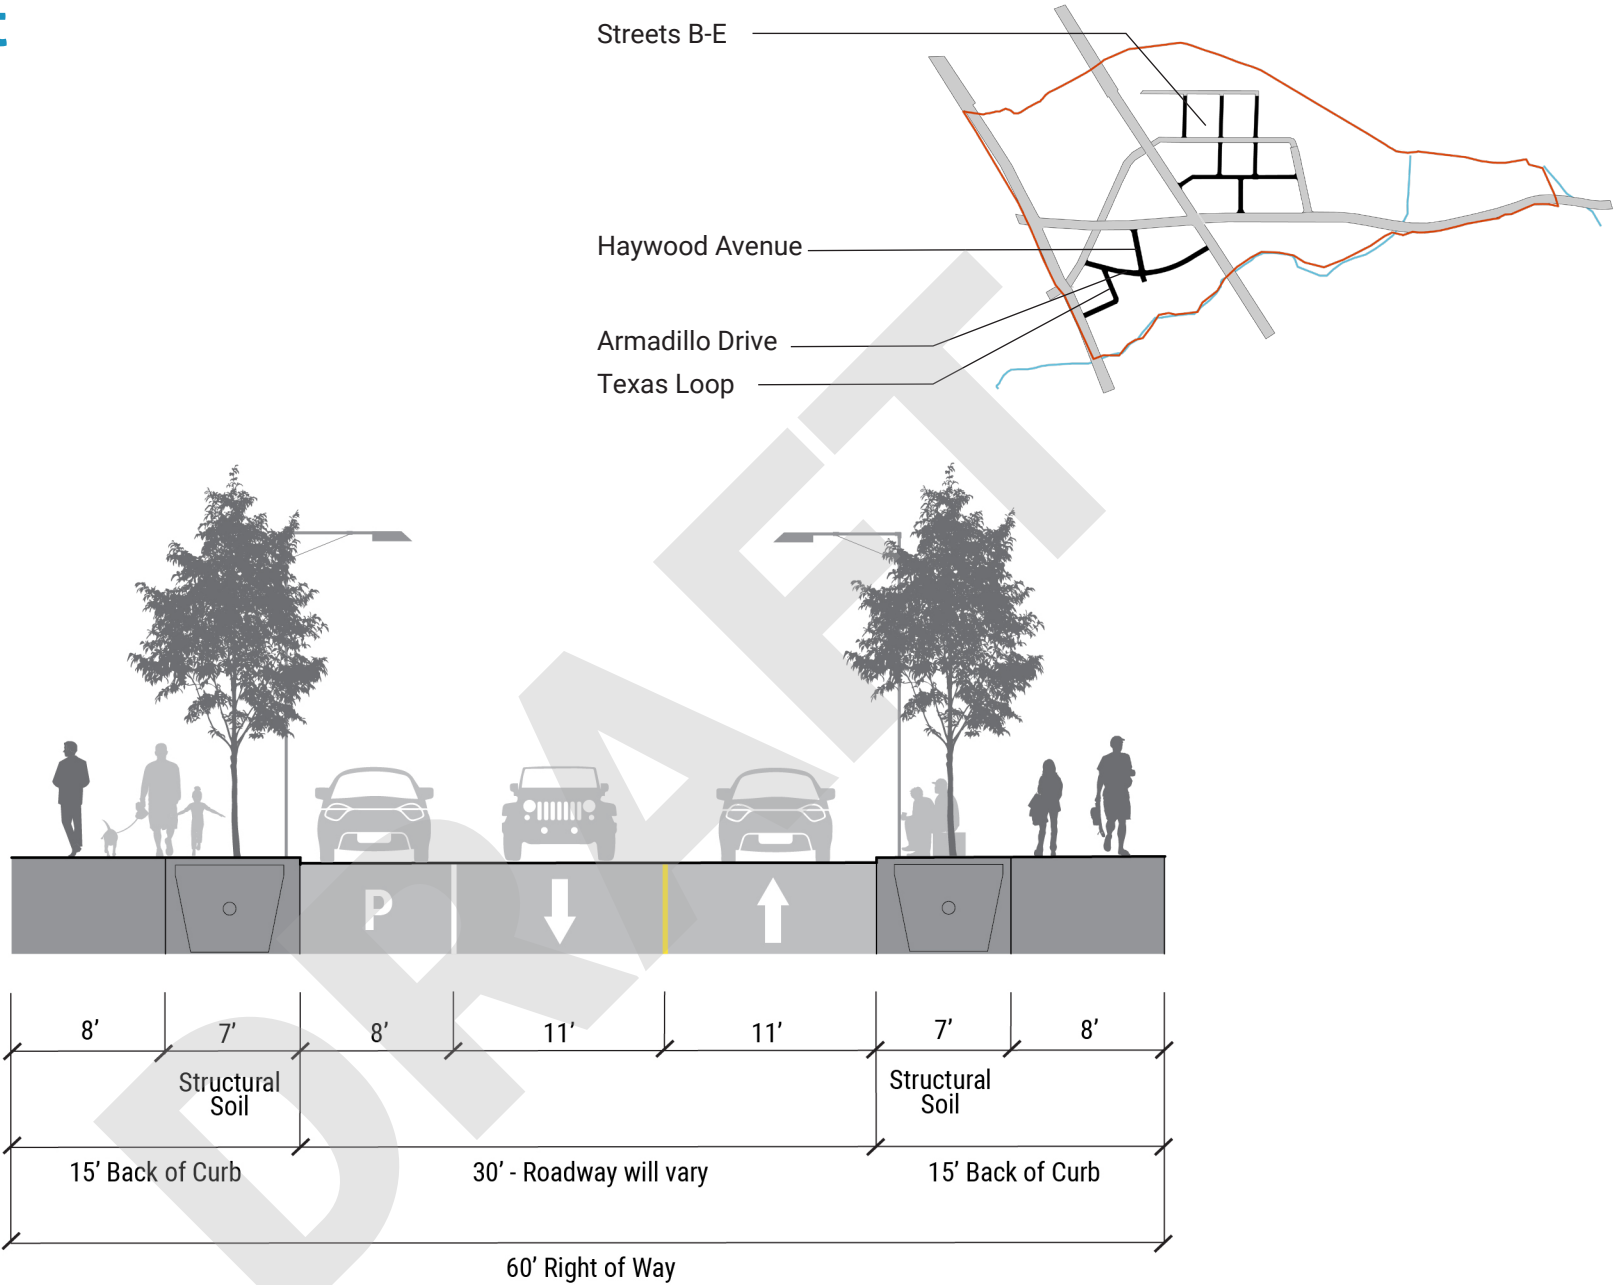 Streets B-E
Haywood Avenue
Armadillo Drive
Texas Loop
DRAFT
P
8’ 7’ 8’ 11’ 11’ 7’ 8’
Structural
Soil
Structural
Soil
15’ Back of Curb 30’ - Roadway will vary 15’ Back of Curb
60’ Right of Way